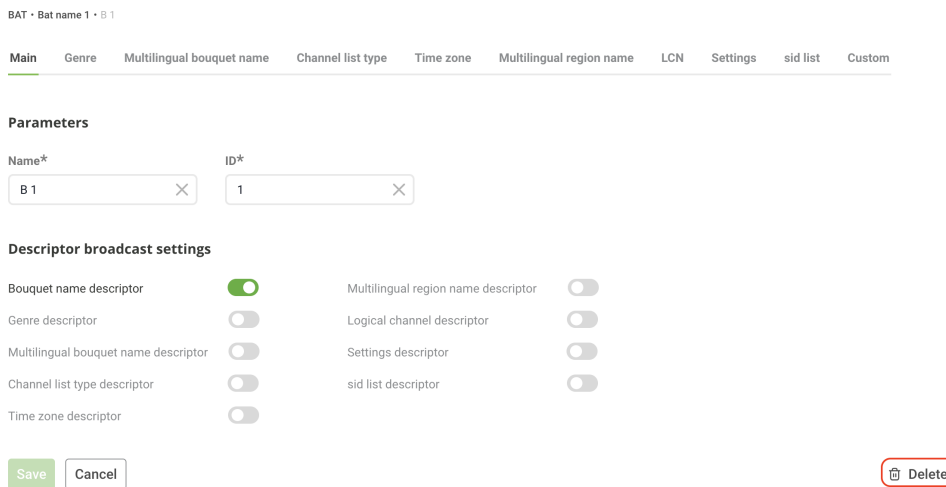 BAT • Bat name 1 • B 1
Main Genre Multilingual bouquet name Channel list type Time zone Multilingual region name LCN Settings sid list Custom
Parameters
Name* ID*
B 1 1
Descriptor broadcast settings
Bouquet name descriptor Multilingual region name descriptor
Genre descriptor Logical channel descriptor
Multilingual bouquet name descriptor Settings descriptor
Channel list type descriptor sid list descriptor
Time zone descriptor
Save Cancel Delete